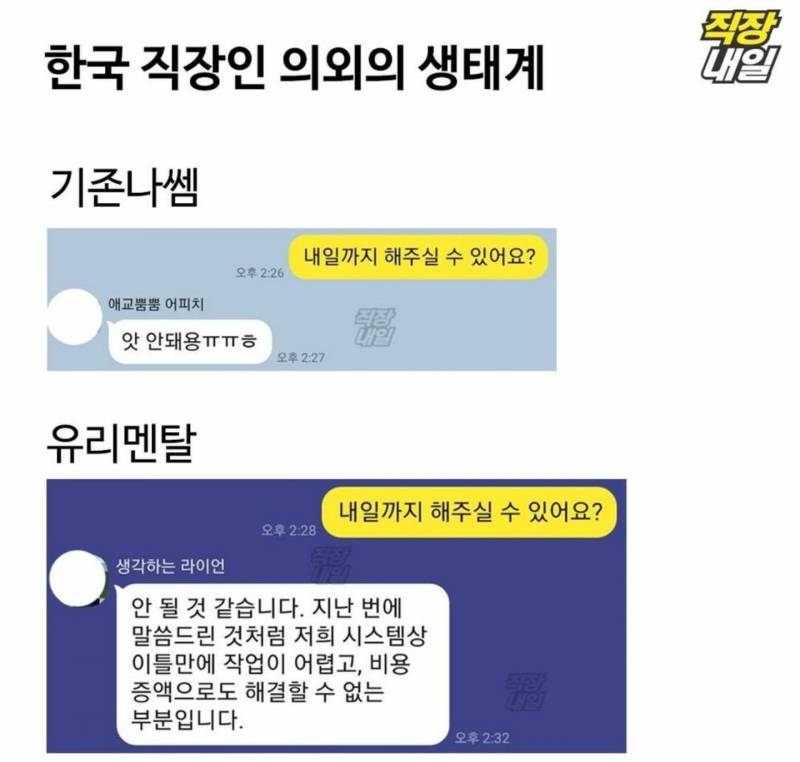 한국 직장인 의외의 생태계
직장
내일
기존나쎔
내일까지 해주실 수 있어요?
오후 2:26
애교뿜뿜 어피치
앗 안돼용ㅠㅠㅎ
오후 2:27
직장
내일
유리멘탈
내일까지 해주실 수 있어요?
오후 2:28
직장
내일
생각하는 라이언
안 될 것 같습니다. 지난 번에
말씀드린 것처럼 저희 시스템상
이틀만에 작업이 어렵고, 비용
증액으로도 해결할 수 없는
부분입니다.
오후 2:32
직장
내일